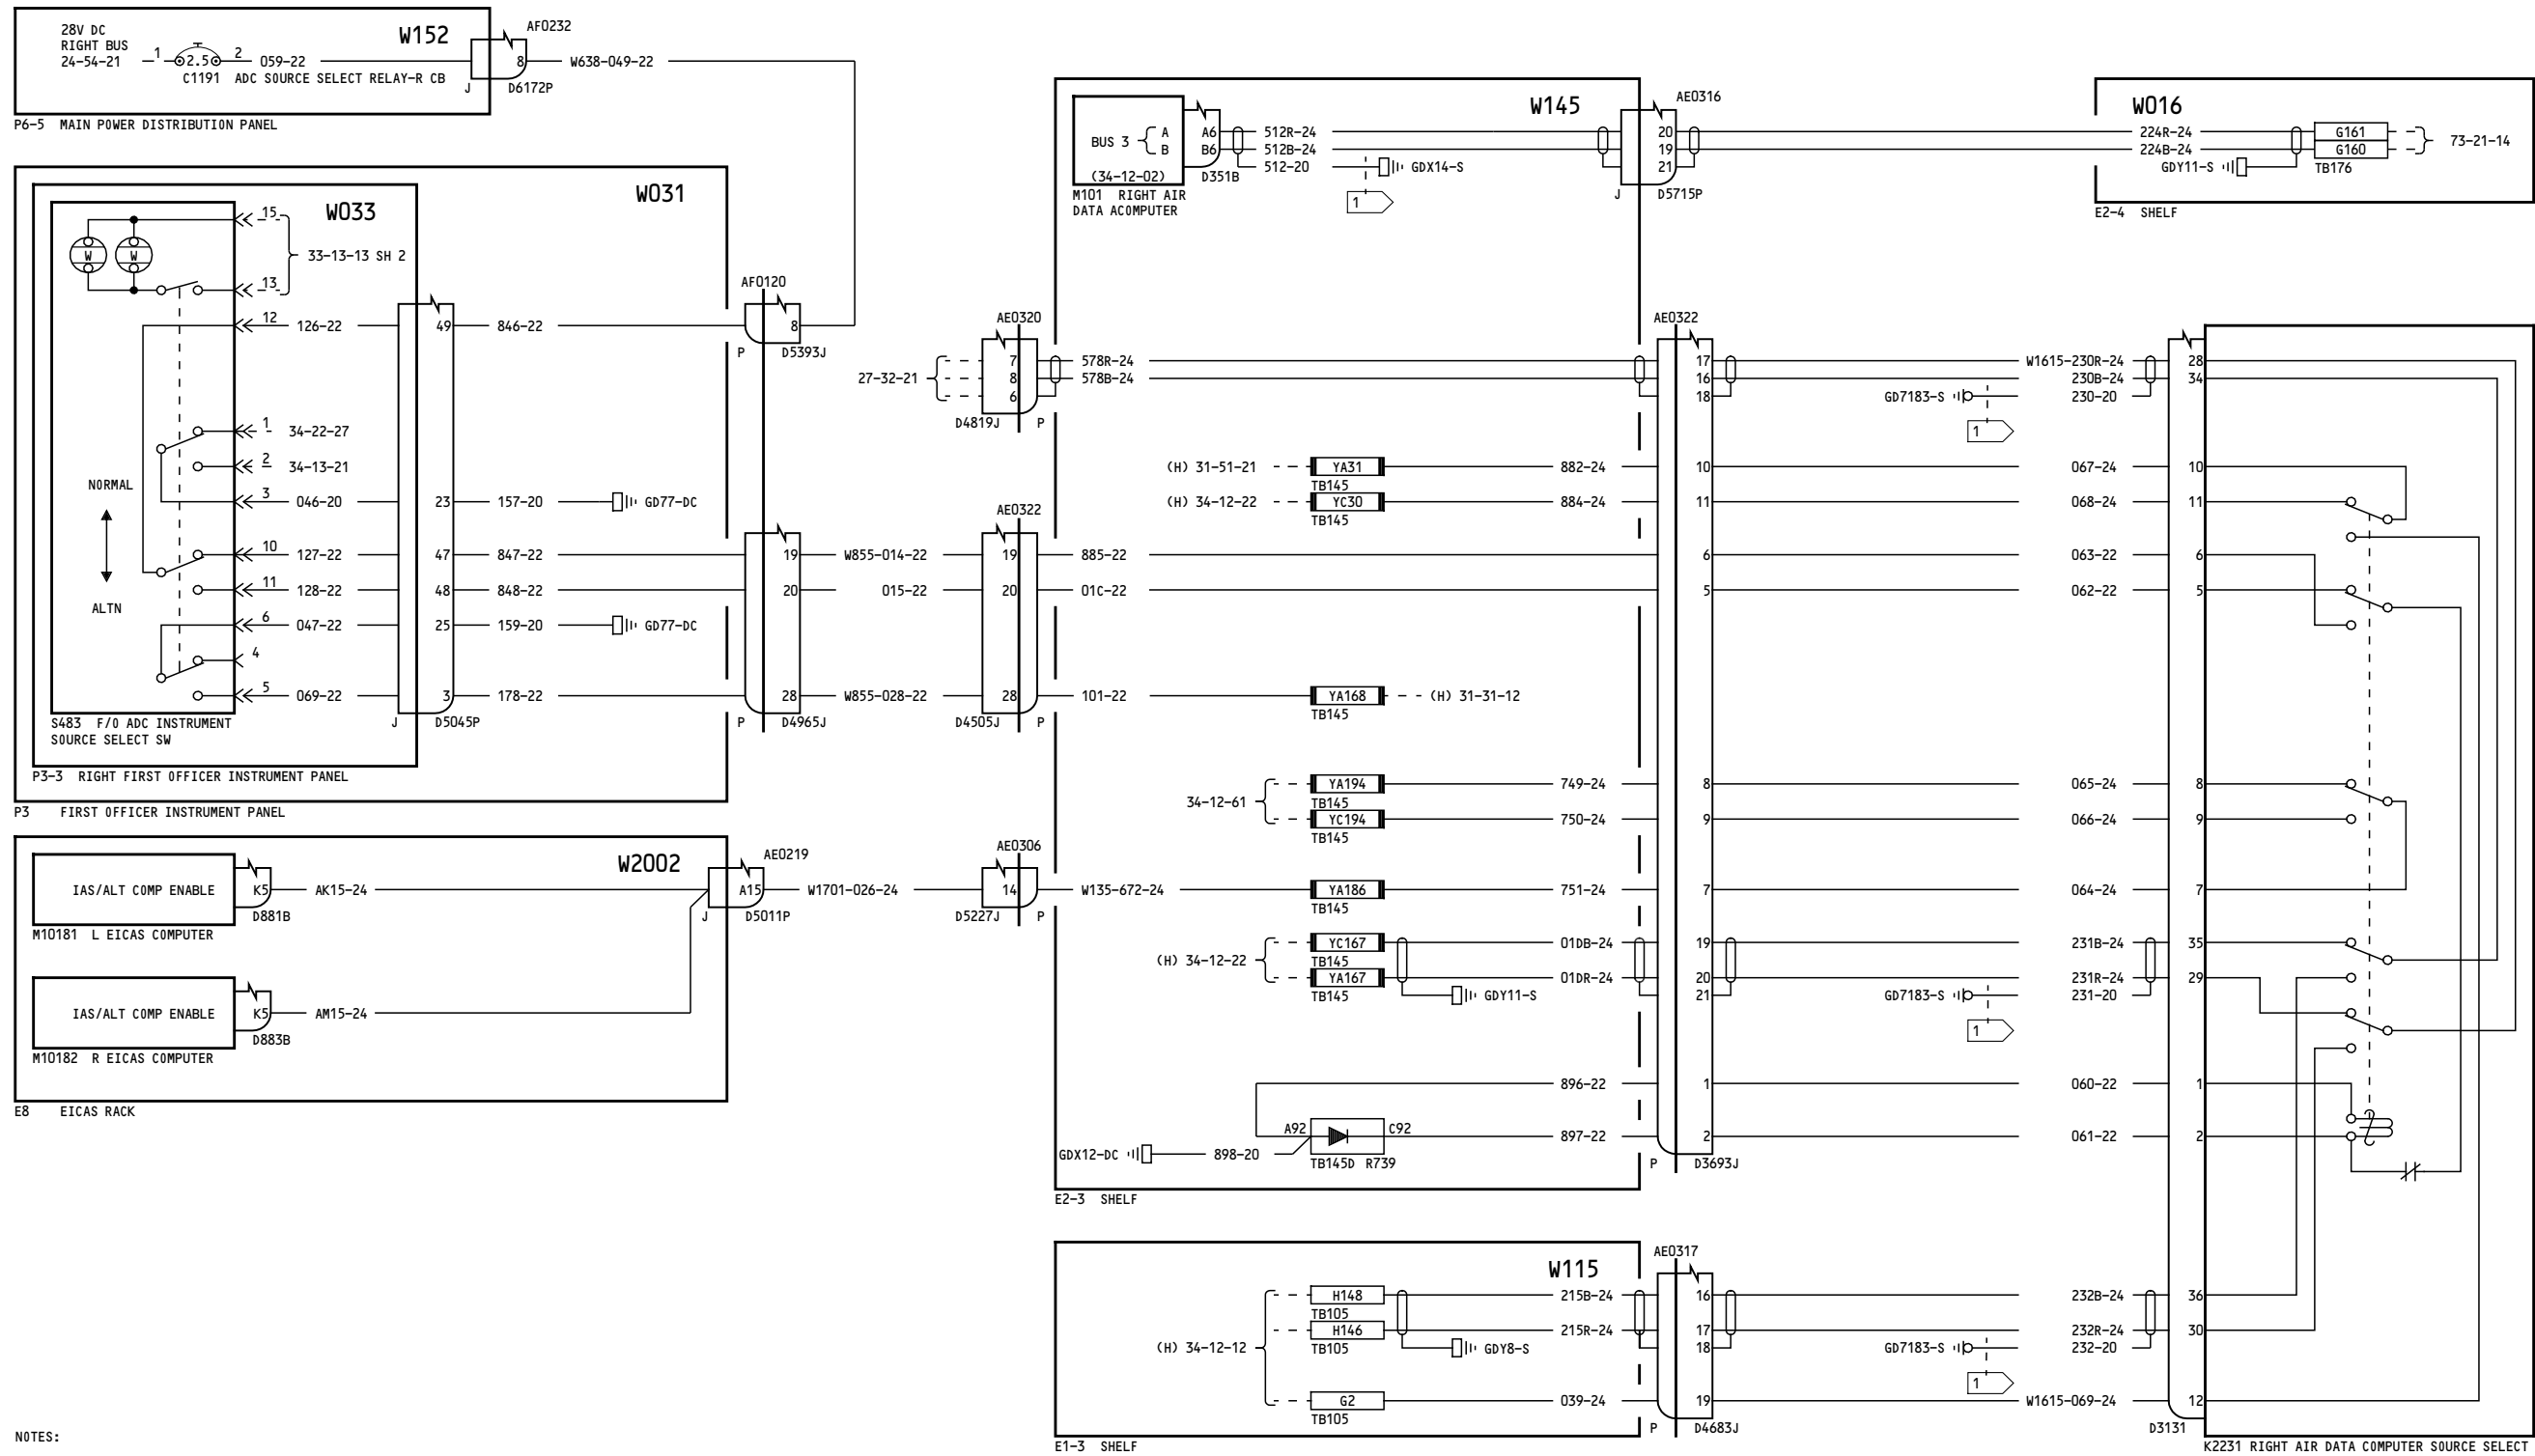 28V DC
RIGHT BUS
24-54-21
1
2.5
2
059-22
C1191 ADC SOURCE SELECT RELAY-R CB
W152
AF0232
8
W638-049-22
J
D6172P
P6-5 MAIN POWER DISTRIBUTION PANEL
W031
W033
W
W
15
33-13-13 SH 2
13
12
126-22
49
846-22
AF0120
8
P
D5393J
1
34-22-27
2
34-13-21
NORMAL
3
046-20
23
157-20
GD77-DC
10
127-22
47
847-22
19
W855-014-22
ALTN
11
128-22
48
848-22
20
015-22
6
047-22
25
159-20
GD77-DC
4
5
069-22
3
178-22
28
W855-028-22
J
D5045P
P
D4965J
S483 F/O ADC INSTRUMENT
SOURCE SELECT SW
P3-3 RIGHT FIRST OFFICER INSTRUMENT PANEL
P3 FIRST OFFICER INSTRUMENT PANEL
W2002
IAS/ALT COMP ENABLE
K5
AK15-24
D881B
M10181 L EICAS COMPUTER
AE0219
A15
W1701-026-24
J
D5011P
IAS/ALT COMP ENABLE
K5
AM15-24
D883B
M10182 R EICAS COMPUTER
E8 EICAS RACK
W145
BUS 3
A
B
A6
B6
512R-24
512B-24
512-20
GDX14-S
1
(34-12-02)
D351B
M101 RIGHT AIR
DATA ACOMPUTER
AE0316
20
19
21
J
D5715P
W016
224R-24
224B-24
GDY11-S
G161
G160
TB176
73-21-14
E2-4 SHELF
27-32-21
AE0320
7
8
6
D4819J
P
578R-24
578B-24
AE0322
17
16
18
W1615-230R-24
230B-24
GD7183-S
230-20
1
28
34
(H) 31-51-21
YA31
TB145
882-24
10
067-24
10
(H) 34-12-22
YC30
TB145
884-24
11
068-24
11
AE0322
19
885-22
6
063-22
6
20
01C-22
5
062-22
5
28
101-22
YA168
TB145
(H) 31-31-12
D4505J
P
34-12-61
YA194
TB145
749-24
8
065-24
8
YC194
TB145
750-24
9
066-24
9
AE0306
14
W135-672-24
YA186
TB145
751-24
7
064-24
7
D5227J
P
(H) 34-12-22
YC167
TB145
01DB-24
19
231B-24
35
YA167
TB145
01DR-24
20
231R-24
29
GDY11-S
21
GD7183-S
231-20
1
896-22
1
060-22
1
A92
C92
897-22
2
061-22
2
GDX12-DC
898-20
TB145D R739
P
D3693J
E2-3 SHELF
W115
AE0317
(H) 34-12-12
H148
TB105
215B-24
16
232B-24
36
H146
TB105
215R-24
17
232R-24
30
GDY8-S
18
GD7183-S
232-20
1
G2
TB105
039-24
19
W1615-069-24
12
P
D4683J
D3131
E1-3 SHELF
K2231 RIGHT AIR DATA COMPUTER SOURCE SELECT
NOTES: